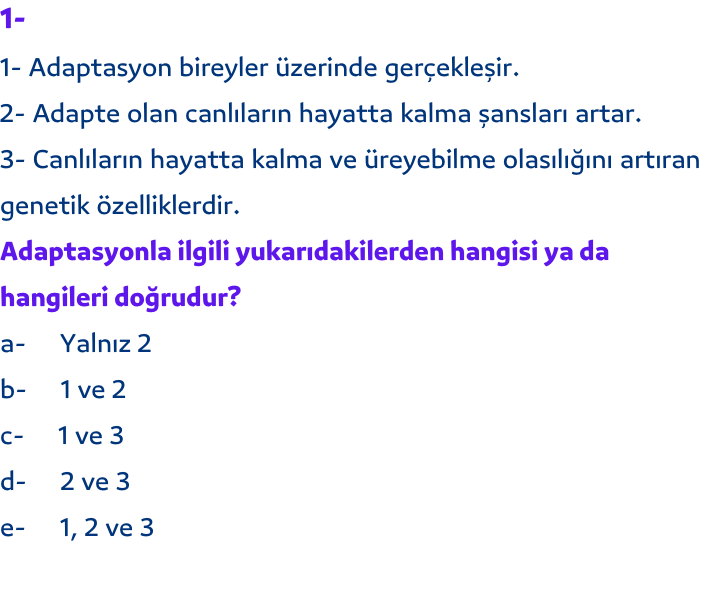 1-
1- Adaptasyon bireyler üzerinde gerçekleşir.
2- Adapte olan canlıların hayatta kalma şansları artar.
3- Canlıların hayatta kalma ve üreyebilme olasılığını artıran
genetik özelliklerdir.
Adaptasyonla ilgili yukarıdakilerden hangisi ya da
hangileri doğrudur?
a- Yalnız 2
b- 1 ve 2
c- 1 ve 3
d- 2 ve 3
e- 1, 2 ve 3